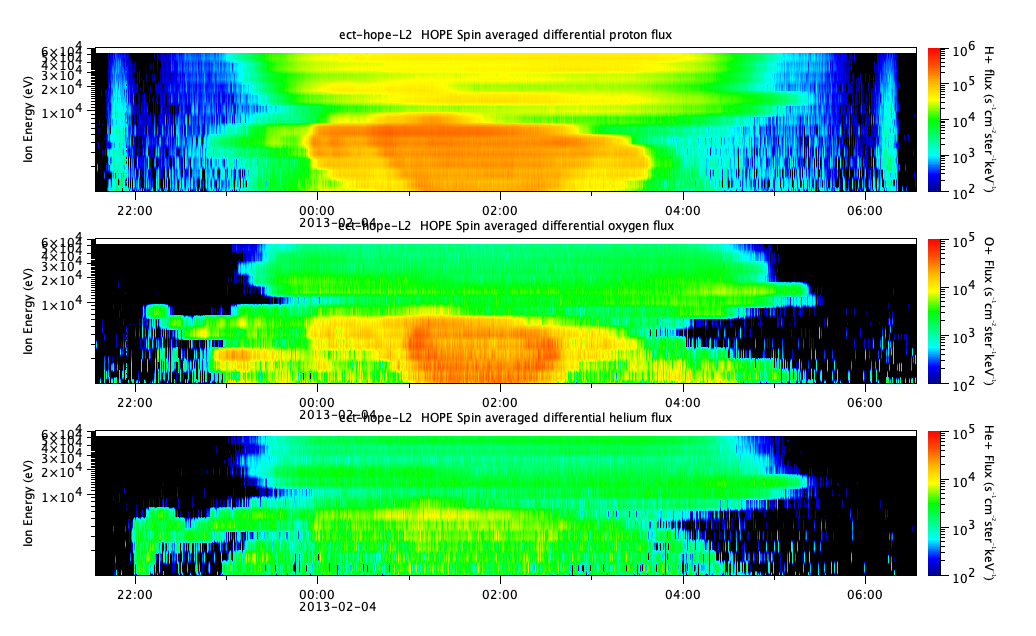 ect-hope-L2  HOPE Spin averaged differential proton flux
6×10⁴
4×10⁴
3×10⁴
2×10⁴
1×10⁴
Ion Energy (eV)
22:00 00:00 02:00 04:00 06:00
2013-02-04
10⁶
10⁵
10⁴
10³
10²
H+ flux (s⁻¹cm⁻²ster⁻¹keV⁻¹)
ect-hope-L2  HOPE Spin averaged differential oxygen flux
6×10⁴
4×10⁴
3×10⁴
2×10⁴
1×10⁴
Ion Energy (eV)
22:00 00:00 02:00 04:00 06:00
2013-02-04
10⁵
10⁴
10³
10²
O+ Flux (s⁻¹cm⁻²ster⁻¹keV⁻¹)
ect-hope-L2  HOPE Spin averaged differential helium flux
6×10⁴
4×10⁴
3×10⁴
2×10⁴
1×10⁴
Ion Energy (eV)
22:00 00:00 02:00 04:00 06:00
2013-02-04
10⁵
10⁴
10³
10²
He+ Flux (s⁻¹cm⁻²ster⁻¹keV⁻¹)